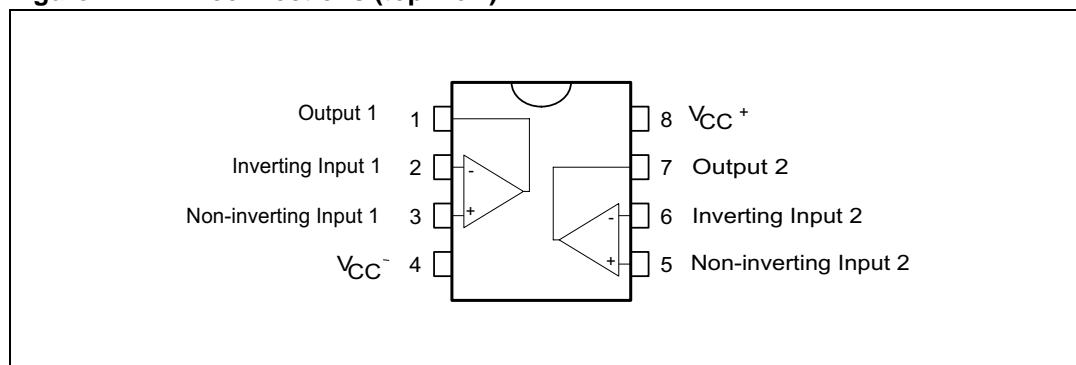 Output 1 1
Inverting Input 1 2
Non-inverting Input 1 3
VCC- 4
8 VCC+
7 Output 2
6 Inverting Input 2
5 Non-inverting Input 2
-
+
-
+